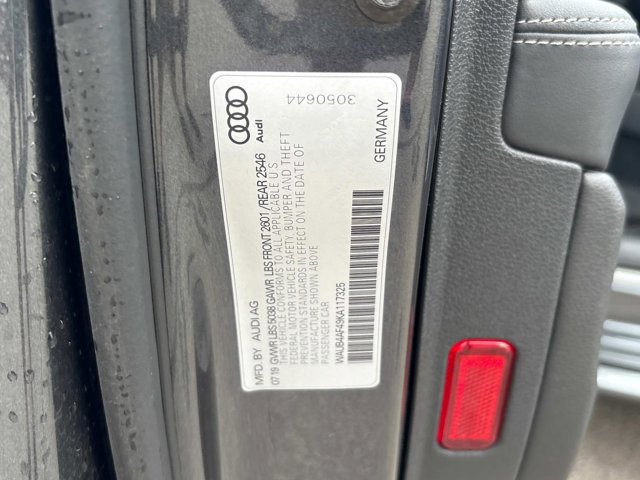 3050644
Audi
MFD. BY AUDI AG
GERMANY
07 19 GVWR LBS 5038 GAWR LBS FRONT 2601 / REAR 2546
THIS VEHICLE CONFORMS TO ALL APPLICABLE U S
FEDERAL MOTOR VEHICLE SAFETY, BUMPER AND THEFT
PREVENTION STANDARDS IN EFFECT ON THE DATE OF
MANUFACTURE SHOWN ABOVE
PASSENGER CAR
WAUB4AF49KA117325